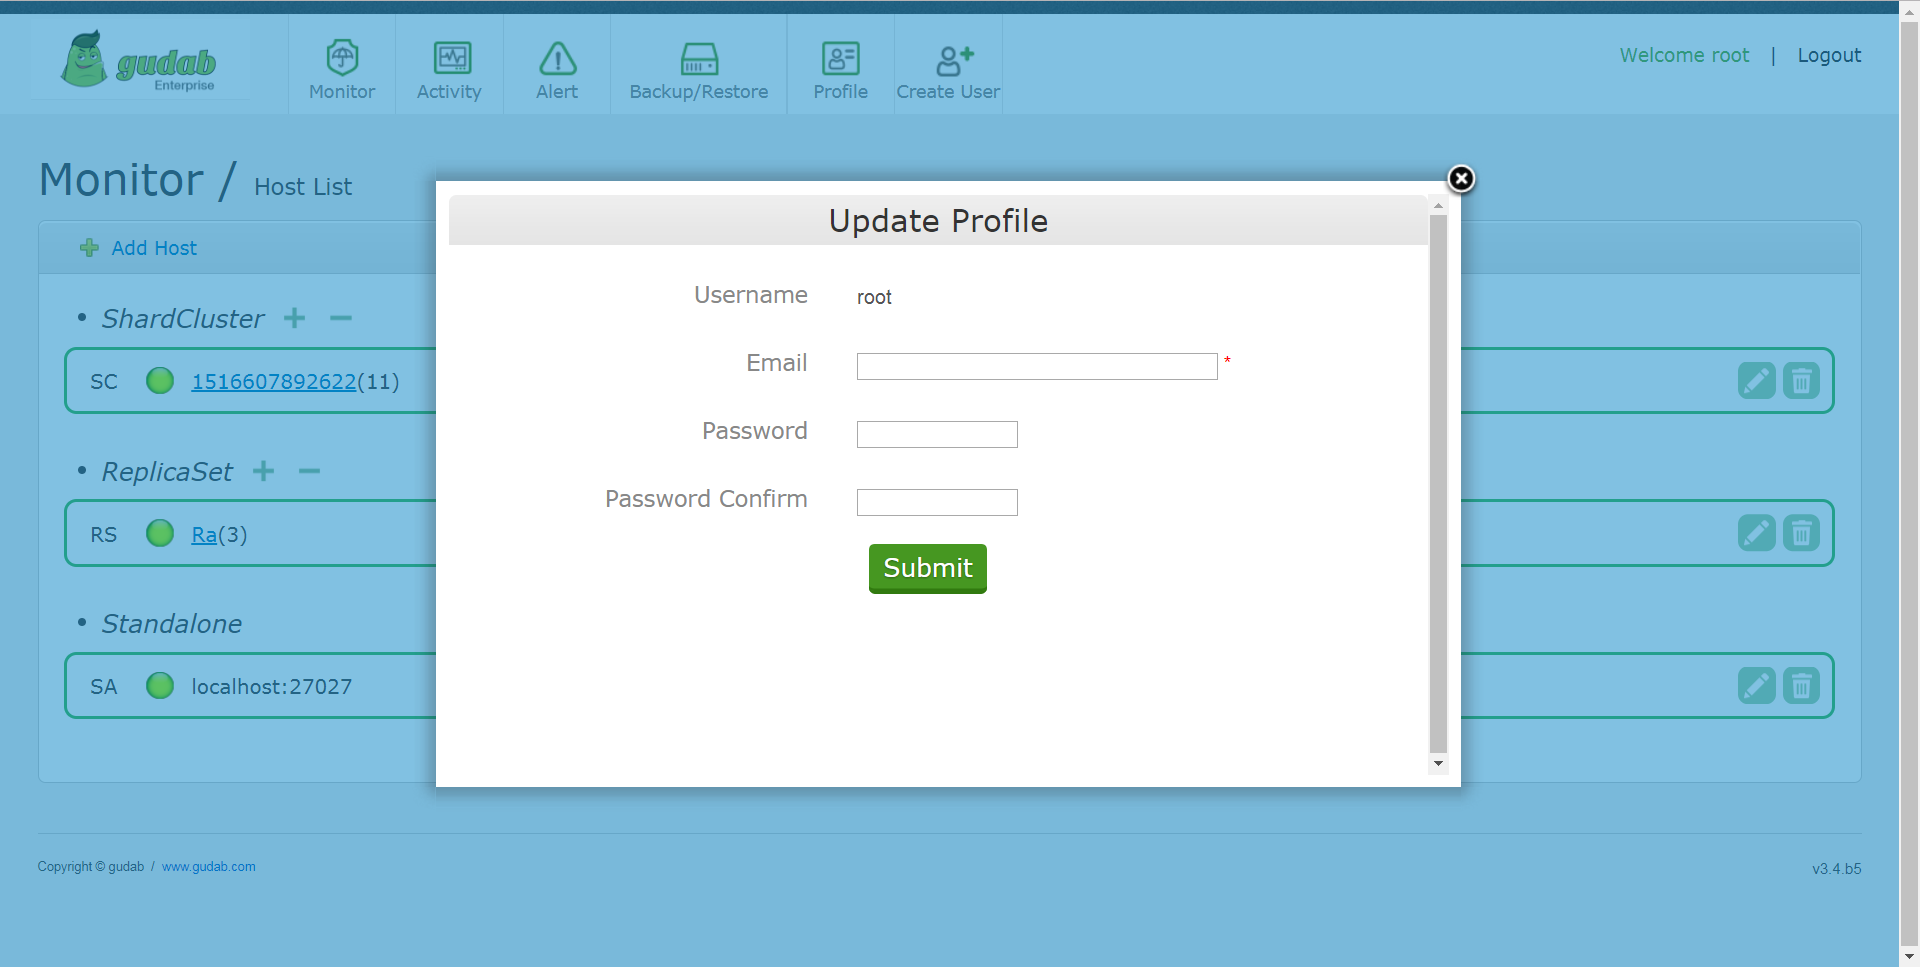 gudab
Enterprise
Monitor
Activity
Alert
Backup/Restore
Profile
Create User
Welcome root | Logout
Monitor / Host List
Add Host
• ShardCluster + −
SC 1516607892622(11)
• ReplicaSet + −
RS Ra(3)
• Standalone
SA localhost:27027
Update Profile
Username root
Email *
Password
Password Confirm
Submit
Copyright © gudab / www.gudab.com
v3.4.b5